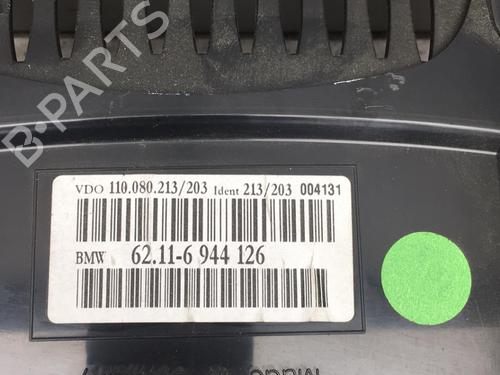 B-PARTS
VDO 110.080.213/203 Ident 213/203 004131
BMW 62.11-6 944 126